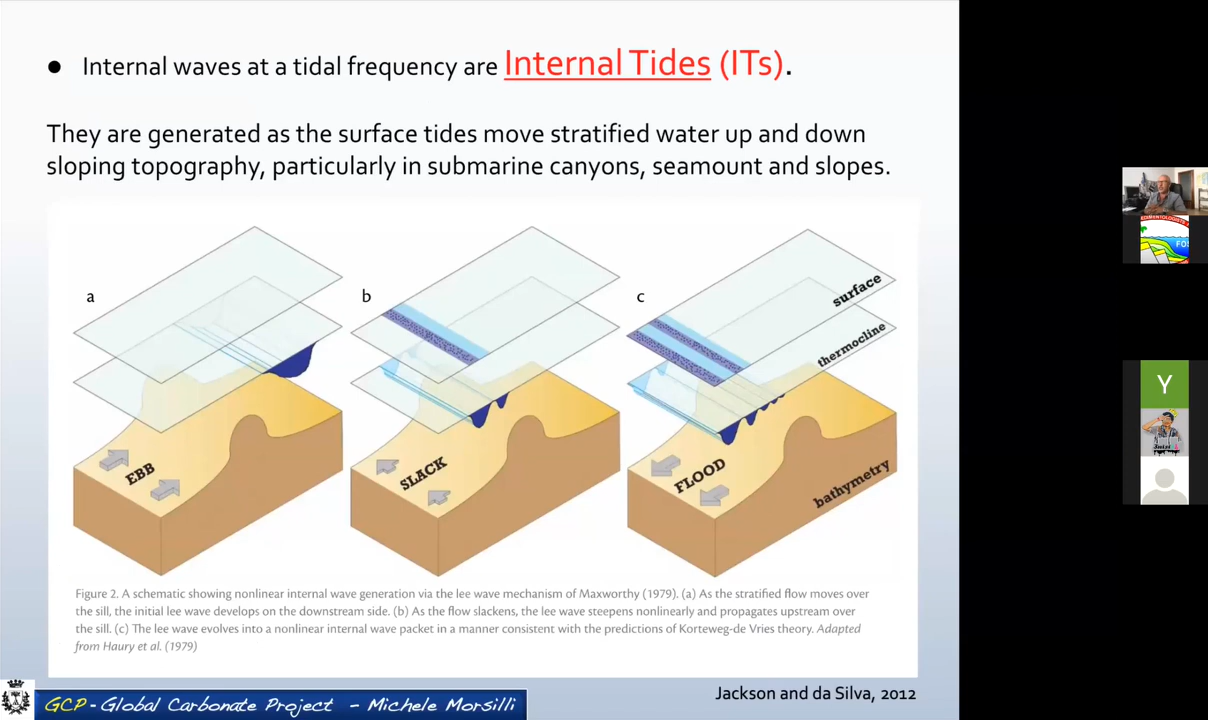 ● Internal waves at a tidal frequency are Internal Tides (ITs).
They are generated as the surface tides move stratified water up and down
sloping topography, particularly in submarine canyons, seamount and slopes.
a
b
c
surface
thermocline
EBB
SLACK
FLOOD
bathymetry
Figure 2. A schematic showing nonlinear internal wave generation via the lee wave mechanism of Maxworthy (1979). (a) As the stratified flow moves over
the sill, the initial lee wave develops on the downstream side. (b) As the flow slackens, the lee wave steepens nonlinearly and propagates upstream over
the sill. (c) The lee wave evolves into a nonlinear internal wave packet in a manner consistent with the predictions of Korteweg-de Vries theory. Adapted
from Haury et al. (1979)
Jackson and da Silva, 2012
GCP - Global Carbonate Project - Michele Morsilli
FOS
Y